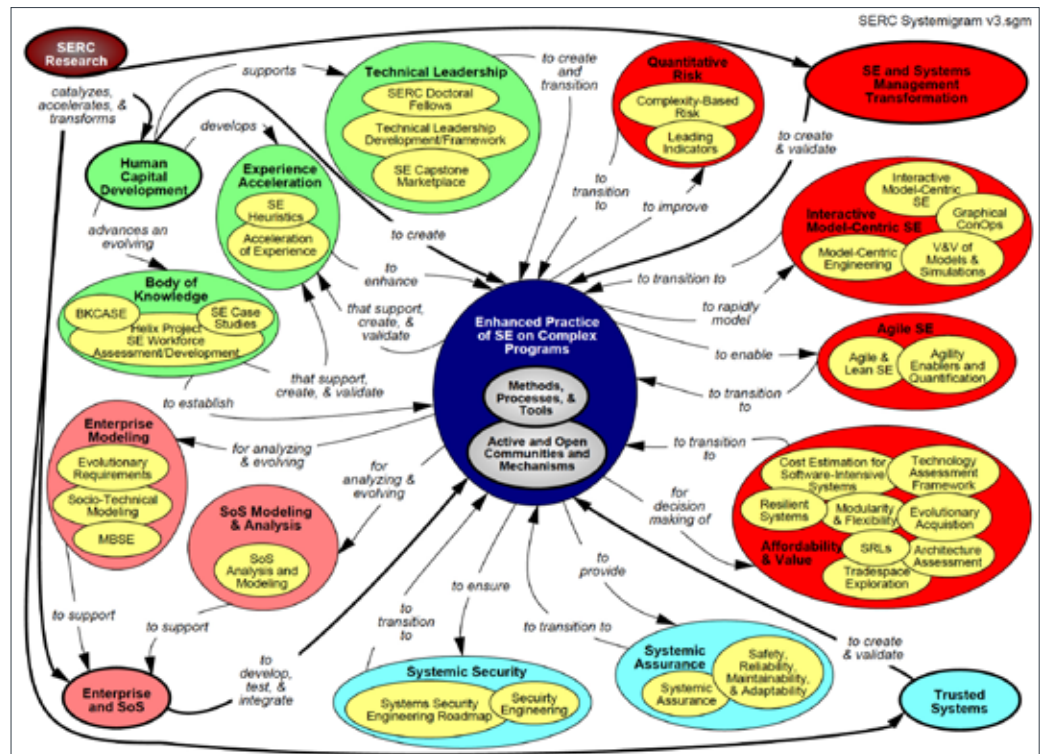 SERC Systemigram v3.sgm
SERC
Research
catalyzes,
accelerates, &
transforms
supports
develops
Human
Capital
Development
advances an
evolving
Technical Leadership
SERC Doctoral
Fellows
Technical Leadership
Development/Framework
SE Capstone
Marketplace
to create
and
transition
Quantitative
Risk
Complexity-Based
Risk
Leading
Indicators
SE and Systems
Management
Transformation
to create
& validate
Experience
Acceleration
SE
Heuristics
Acceleration
of Experience
to create
to
transition
to
to improve
Interactive
Model-Centric
SE
Interactive
Model-Centric SE
Graphical
ConOps
Model-Centric
Engineering
V&V of
Models &
Simulations
to transition to
to rapidly
model
Body of
Knowledge
BKCASE
SE Case
Studies
Helix Project
SE Workforce
Assessment/Development
to
enhance
that support,
create, &
validate
that support,
create, & validate
to establish
Enhanced Practice
of SE on Complex
Programs
Methods,
Processes, &
Tools
Active and Open
Communities and
Mechanisms
to enable
Agile SE
Agile &
Lean SE
Agility
Enablers and
Quantification
to transition
to
Enterprise
Modeling
Evolutionary
Requirements
Socio-Technical
Modeling
MBSE
for analyzing
& evolving
for
analyzing &
evolving
SoS Modeling
& Analysis
SoS
Analysis and
Modeling
to transition
to
for
decision
making of
Cost Estimation for
Software-Intensive
Systems
Technology
Assessment
Framework
Resilient
Systems
Modularity
& Flexibility
Evolutionary
Acquistion
Affordability
& Value
SRLs
Architecture
Assessment
Tradespace
Exploration
to support
to support
Enterprise
and SoS
to
develop,
test, &
integrate
to
transition
to
to ensure
to
provide
to transition to
Systemic Security
Systems Security
Engineering Roadmap
Security
Engineering
Systemic
Assurance
Systemic
Assurance
Safety,
Reliability,
Maintainability,
& Adaptability
to create
& validate
Trusted
Systems